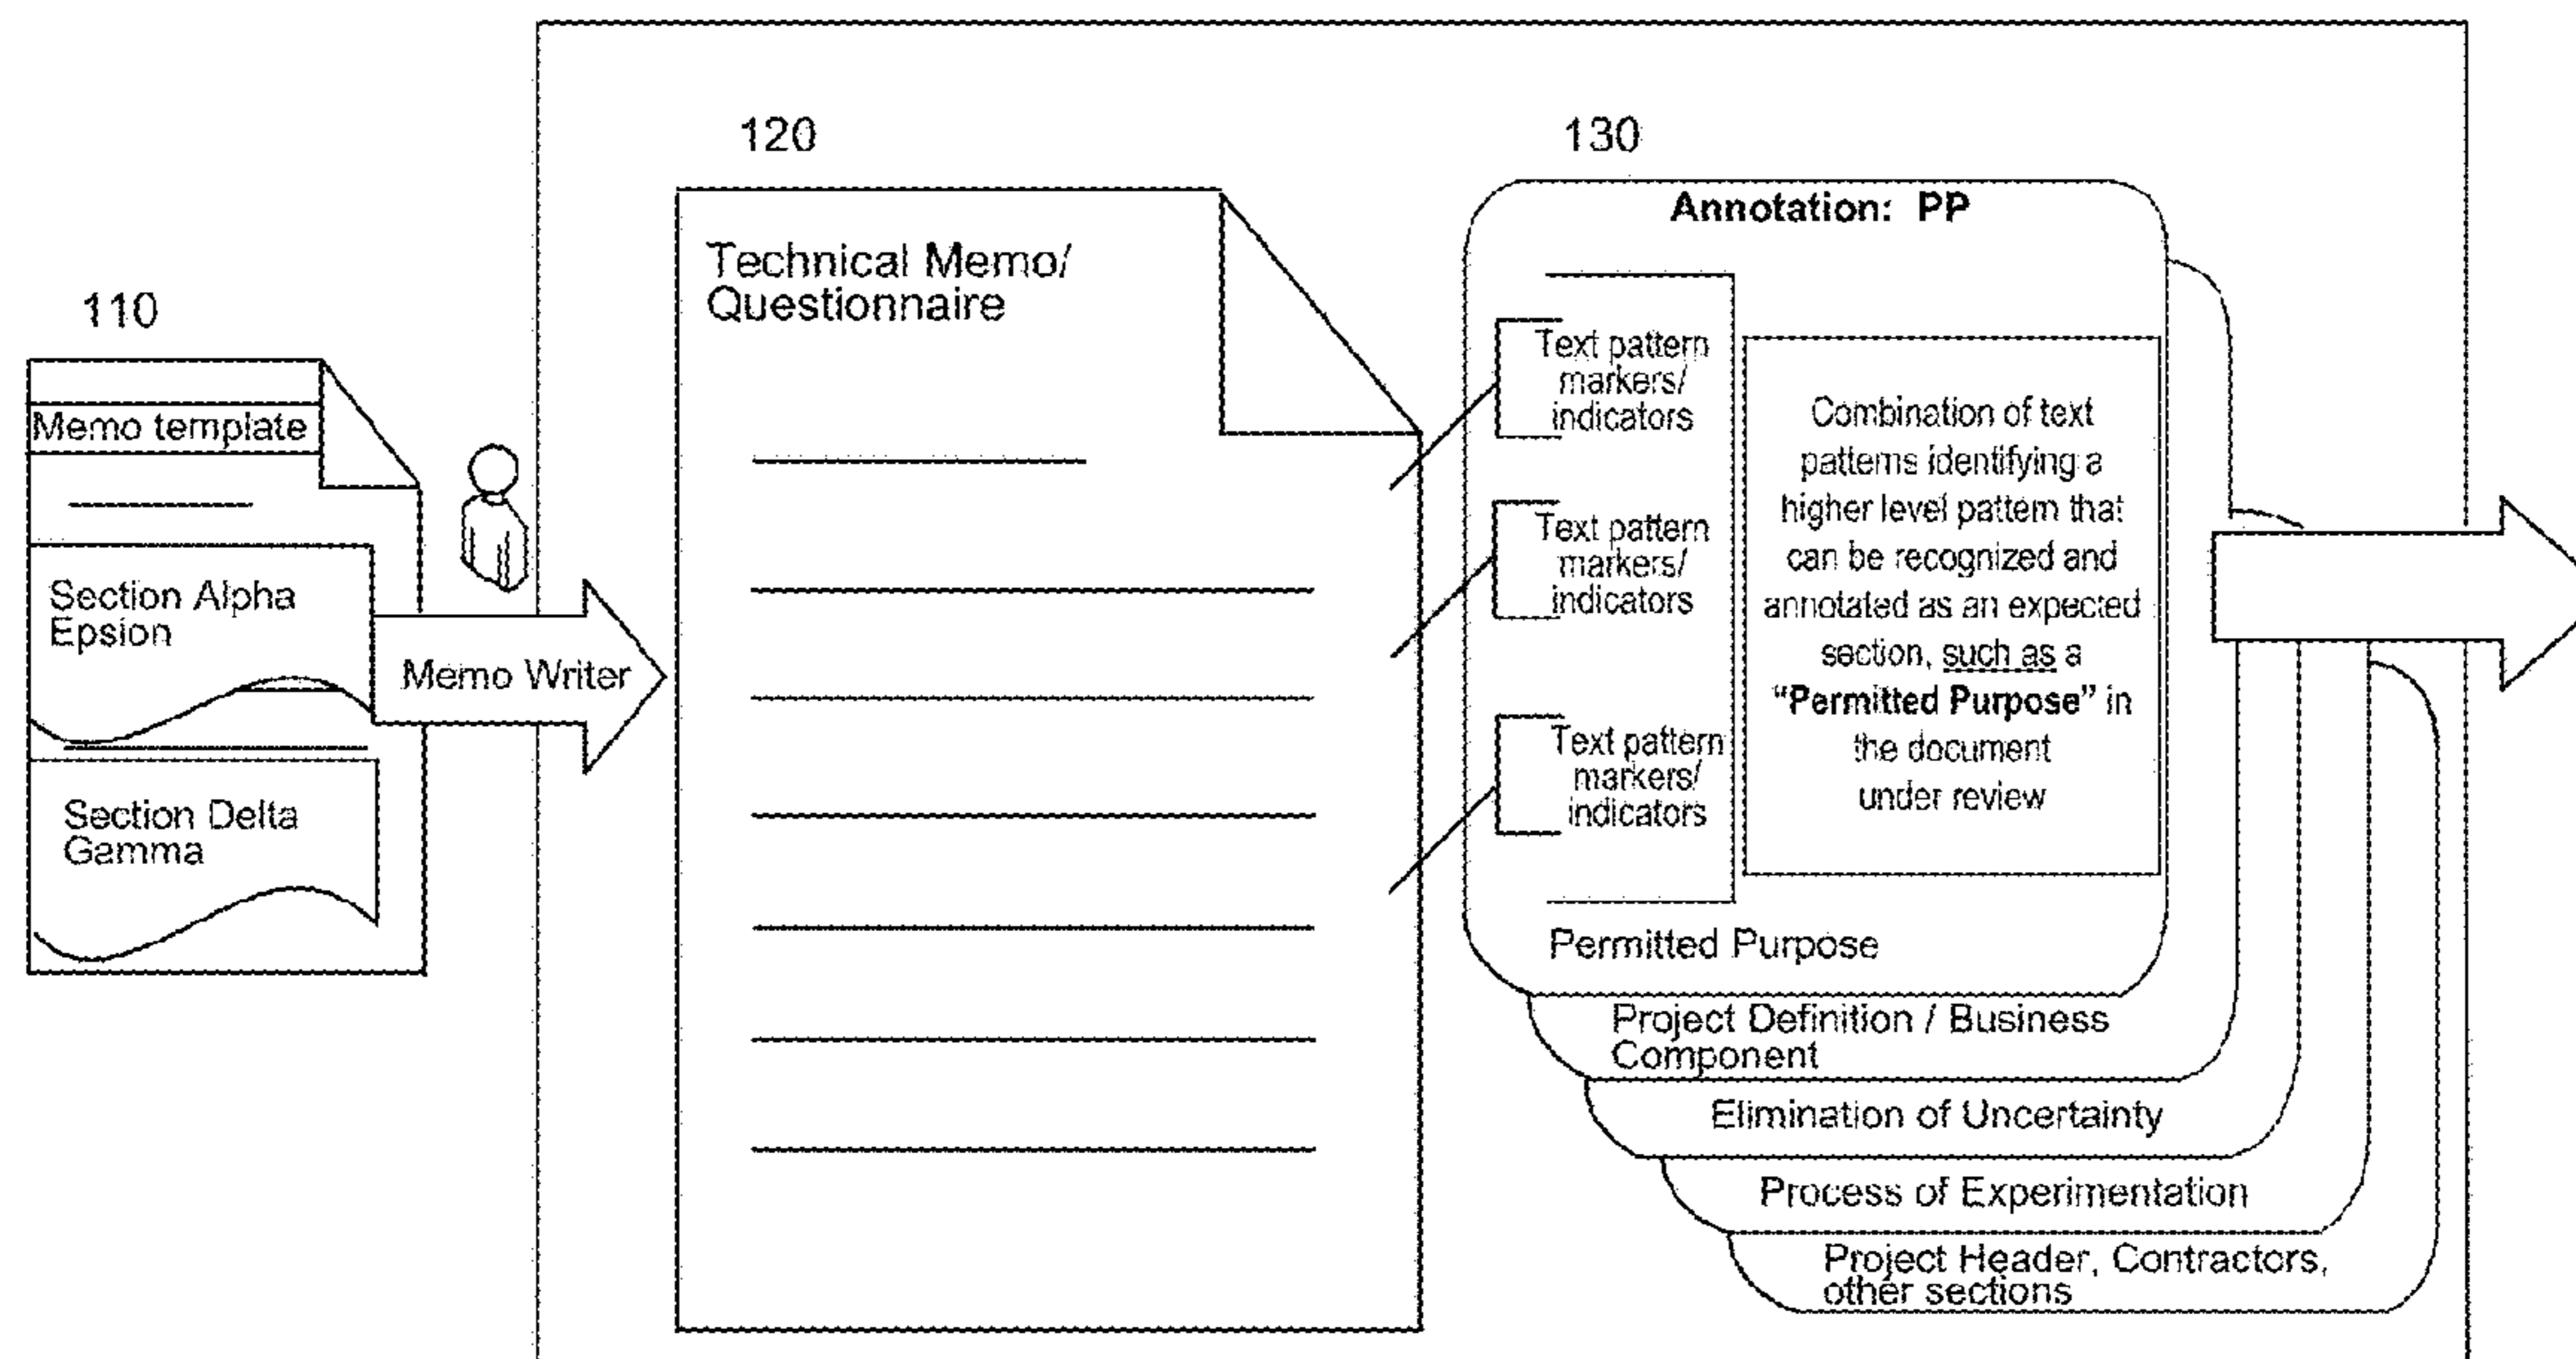 110
Memo template
Section Alpha
Epsion
Section Delta
Gamma
Memo Writer
120
Technical Memo/
Questionnaire
130
Annotation: PP
Text pattern
markers/
indicators
Text pattern
markers/
indicators
Text pattern
markers/
indicators
Combination of text
patterns identifying a
higher level pattern that
can be recognized and
annotated as an expected
section, such as a
“Permitted Purpose” in
the document
under review
Permitted Purpose
Project Definition / Business
Component
Elimination of Uncertainty
Process of Experimentation
Project Header, Contractors,
other sections